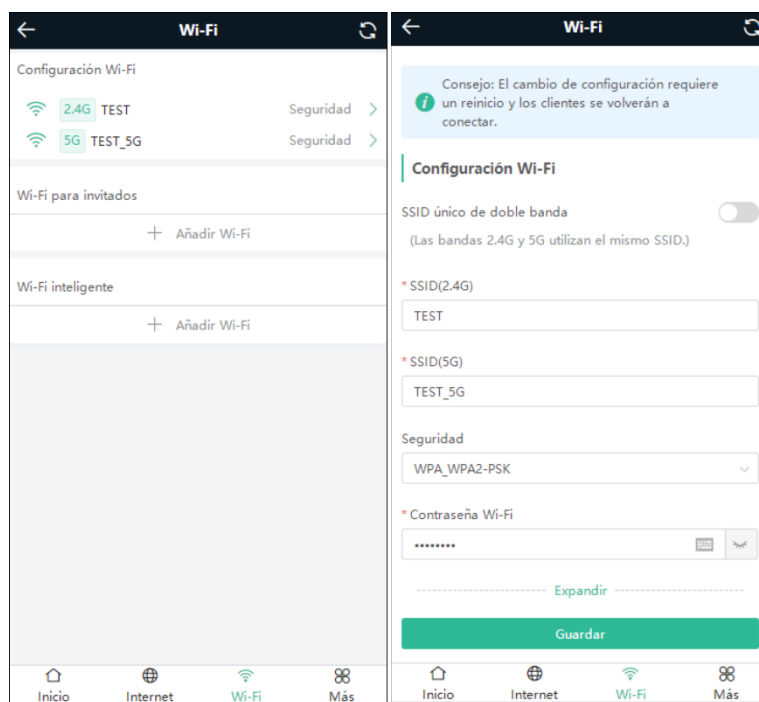 Wi-Fi
Configuración Wi-Fi
2.4G TEST Seguridad
5G TEST_5G Seguridad
Wi-Fi para invitados
Añadir Wi-Fi
Wi-Fi inteligente
Añadir Wi-Fi
Inicio Internet Wi-Fi Más
Wi-Fi
Consejo: El cambio de configuración requiere
un reinicio y los clientes se volverán a
conectar.
Configuración Wi-Fi
SSID único de doble banda
(Las bandas 2.4G y 5G utilizan el mismo SSID.)
* SSID(2.4G)
TEST
* SSID(5G)
TEST_5G
Seguridad
WPA_WPA2-PSK
* Contraseña Wi-Fi
••••••••
Expandir
Guardar
Inicio Internet Wi-Fi Más